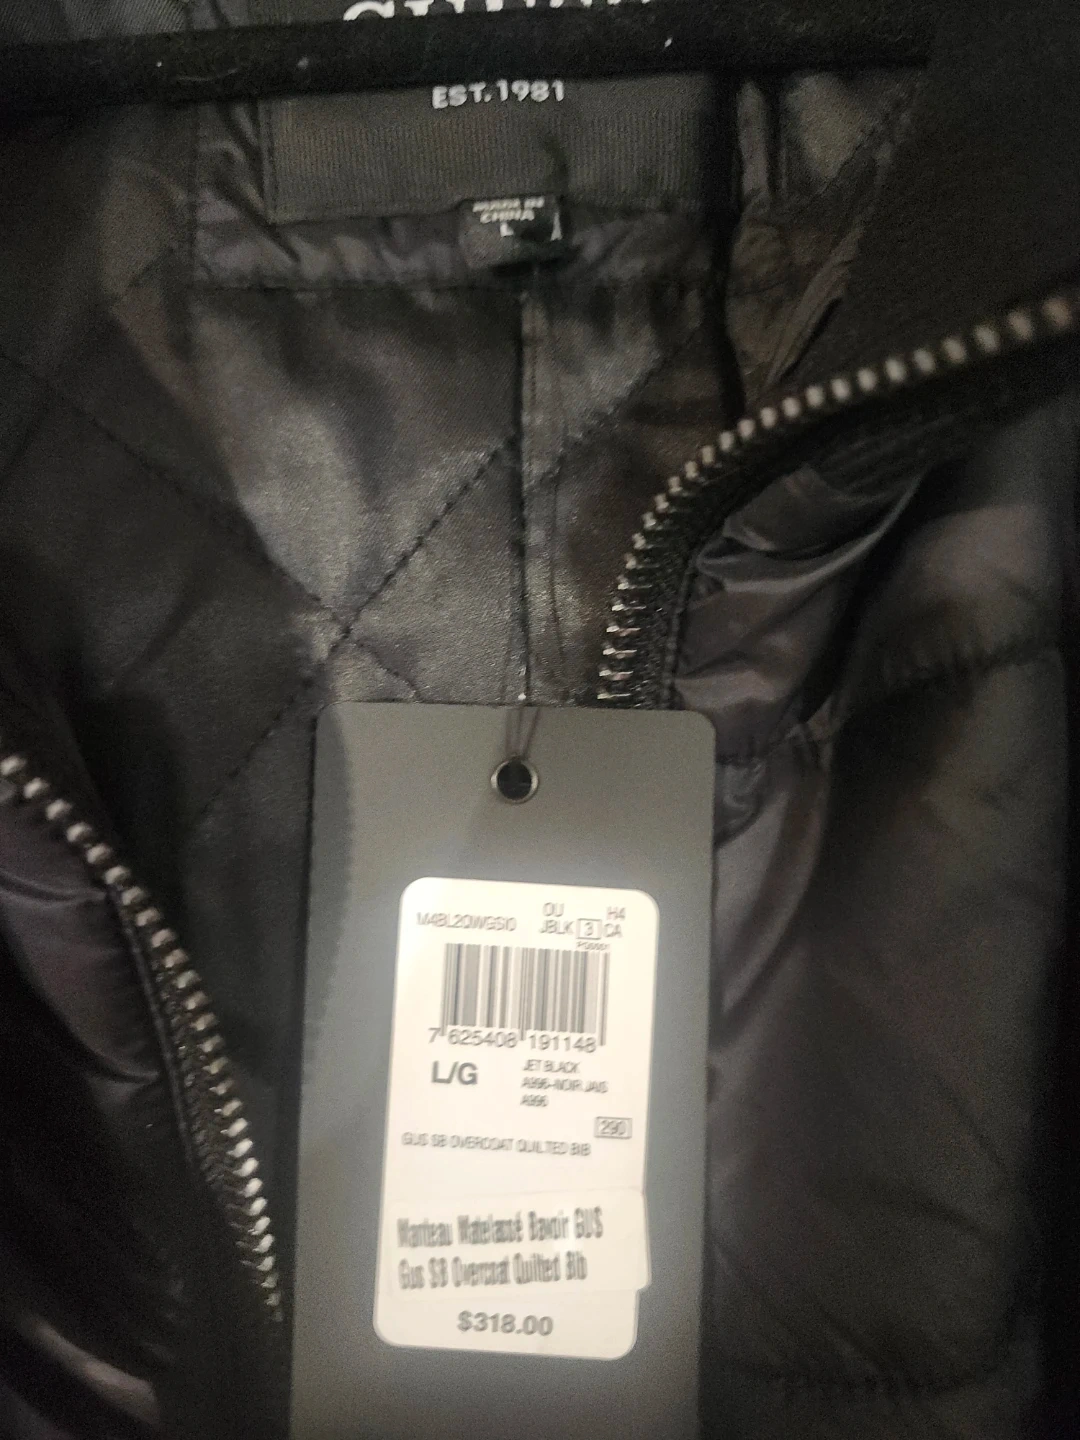 EST. 1981
MADE IN
CHINA
L
OU H4
M4BL20WGSI0 JBLK 3 CA
7 625408 191148
L/G
JET BLACK
A996-NOIR JAIS
A996
290
GUS SB OVERCOAT QUILTED BIB
Manteau Matelassé Bavoir GUS
Gus SB Overcoat Quilted Bib
$318.00